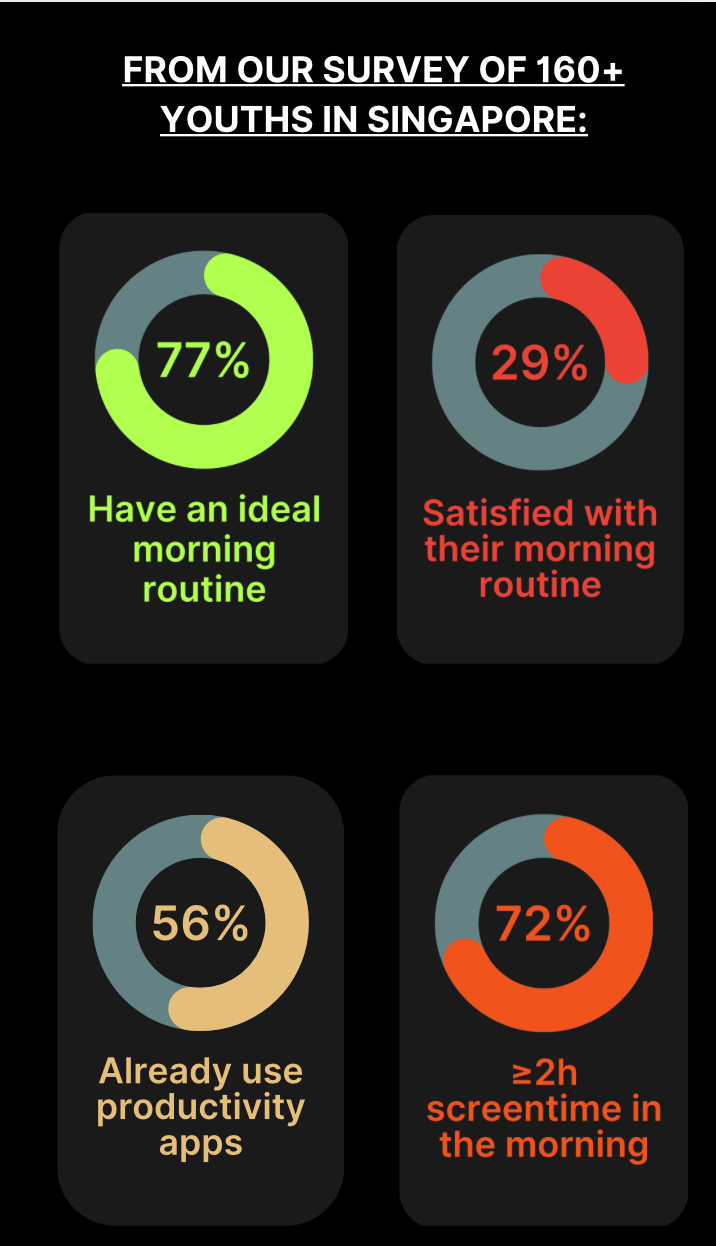 FROM OUR SURVEY OF 160+
YOUTHS IN SINGAPORE:
77%
Have an ideal
morning
routine
29%
Satisfied with
their morning
routine
56%
Already use
productivity
apps
72%
≥2h
screentime in
the morning